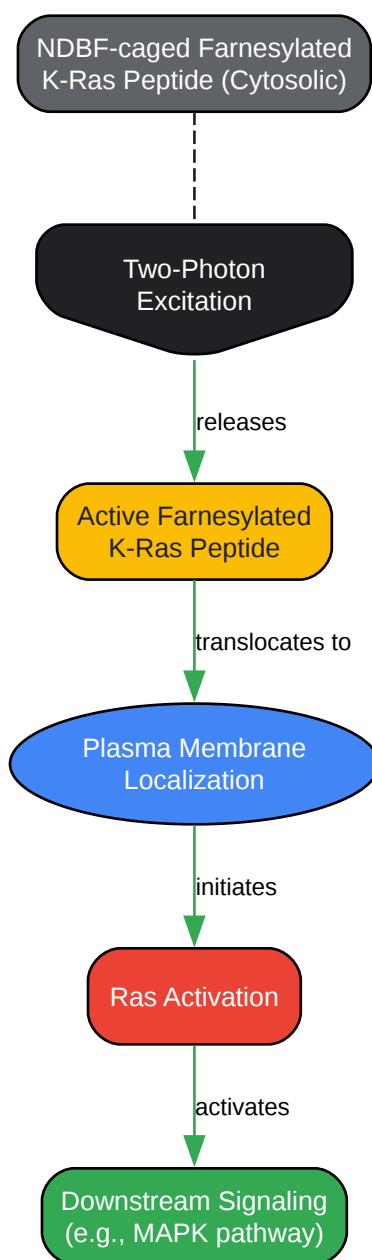 NDBF-caged Farnesylated
K-Ras Peptide (Cytosolic)
Two-Photon
Excitation
releases
Active Farnesylated
K-Ras Peptide
translocates to
Plasma Membrane
Localization
initiates
Ras Activation
activates
Downstream Signaling
(e.g., MAPK pathway)